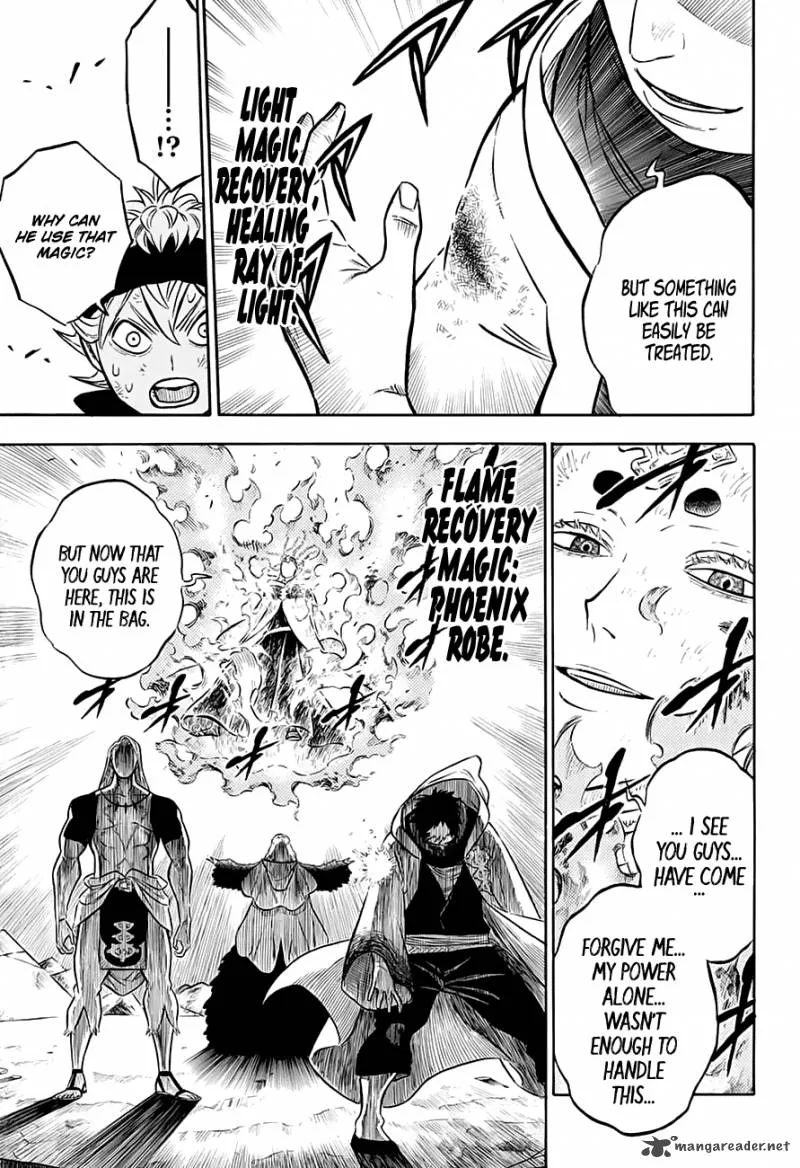 BUT SOMETHING
LIKE THIS CAN
EASILY BE
TREATED.
LIGHT
MAGIC
RECOVERY,
HEALING
RAY OF
LIGHT.
...... !?
WHY CAN
HE USE THAT
MAGIC?
... I SEE
YOU GUYS...
HAVE COME
...
FORGIVE ME...
MY POWER
ALONE...
WASN'T
ENOUGH TO
HANDLE
THIS...
FLAME
RECOVERY
MAGIC:
PHOENIX
ROBE.
BUT NOW THAT
YOU GUYS ARE
HERE, THIS IS
IN THE BAG.
mangareader.net